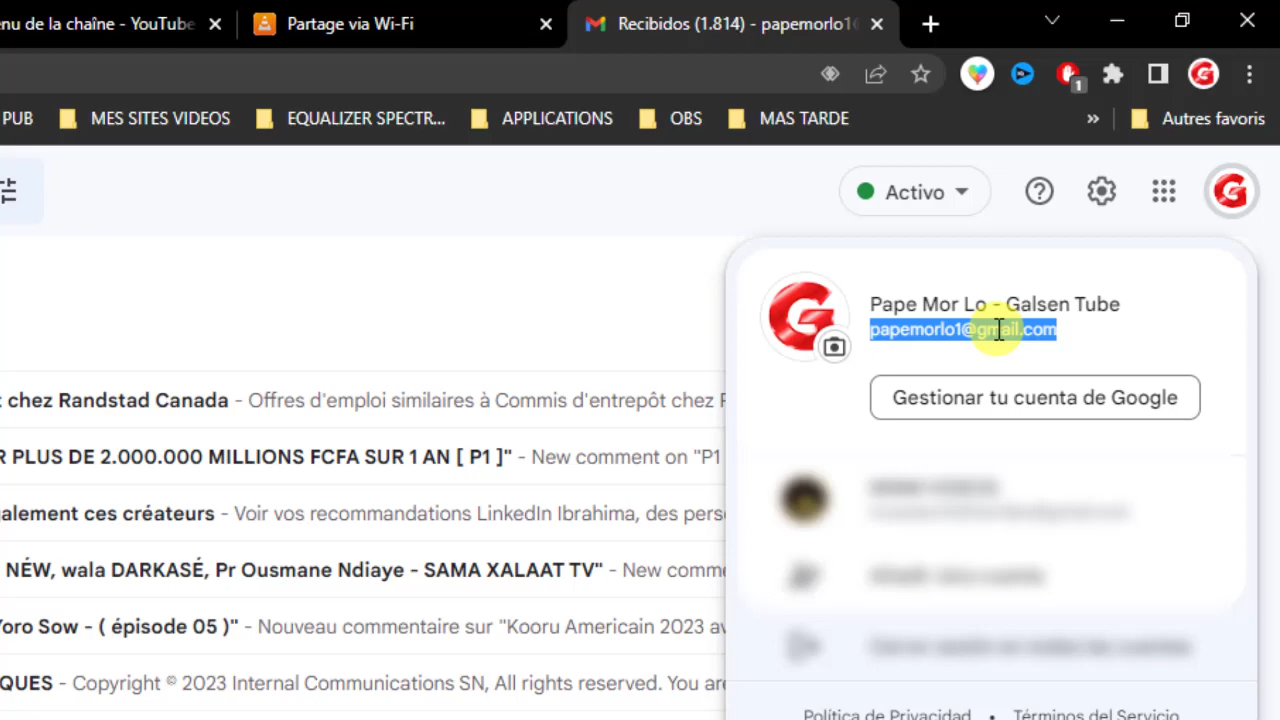 nu de la chaîne - YouTube
Partage via Wi-Fi
Recibidos (1.814) - papemorlo1@
1
PUB
MES SITES VIDEOS
EQUALIZER SPECTR...
APPLICATIONS
OBS
MAS TARDE
»
Autres favoris
Activo
Pape Mor Lo - Galsen Tube
papemorlo1@gmail.com
Gestionar tu cuenta de Google
t chez Randstad Canada - Offres d'emploi similaires à Commis d'entrepôt chez R
R PLUS DE 2.000.000 MILLIONS FCFA SUR 1 AN [ P1 ]" - New comment on "P1
galement ces créateurs - Voir vos recommandations LinkedIn Ibrahima, des pers
NÉW, wala DARKASÉ, Pr Ousmane Ndiaye - SAMA XALAAT TV" - New comme
Yoro Sow - ( épisode 05 )" - Nouveau commentaire sur "Kooru Americain 2023 av
QUES - Copyright © 2023 Internal Communications SN, All rights reserved. You are
Política de Privacidad • Términos del Servicio